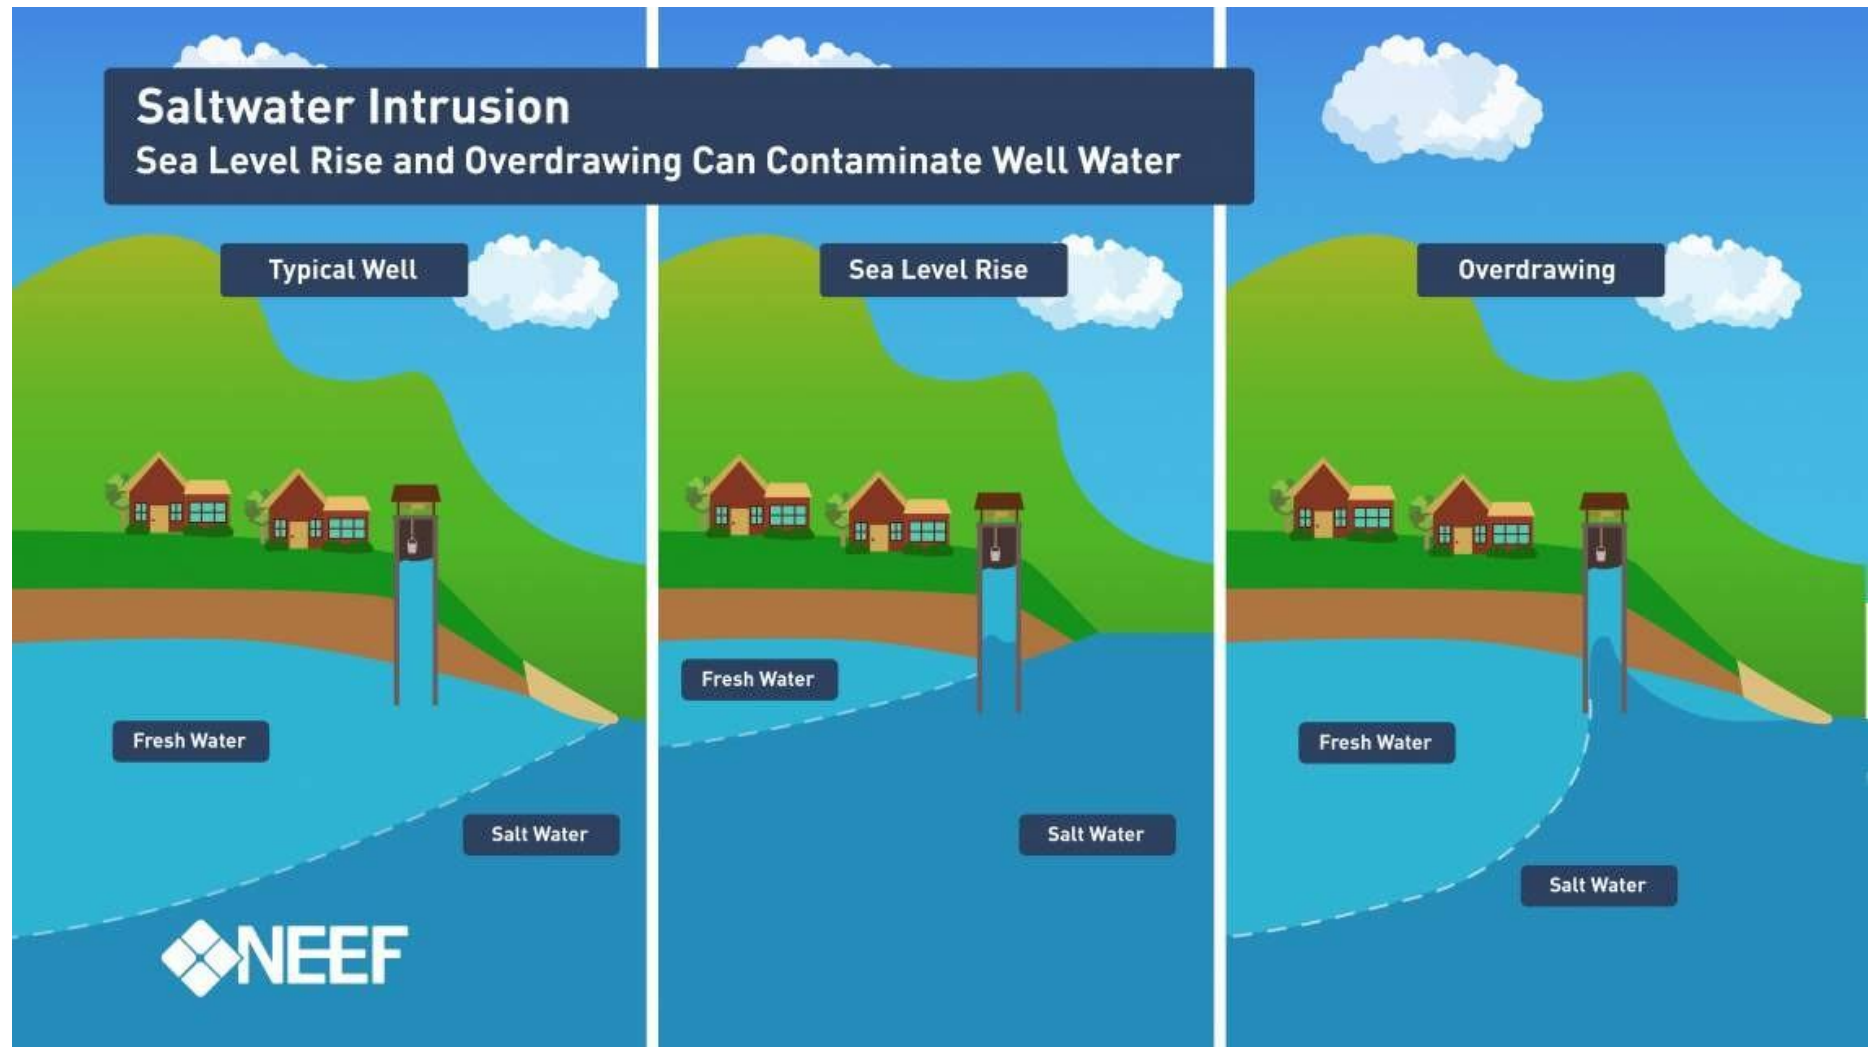 Saltwater Intrusion
Sea Level Rise and Overdrawing Can Contaminate Well Water
Typical Well
Fresh Water
Salt Water
NEEF
Sea Level Rise
Fresh Water
Salt Water
Overdrawing
Fresh Water
Salt Water